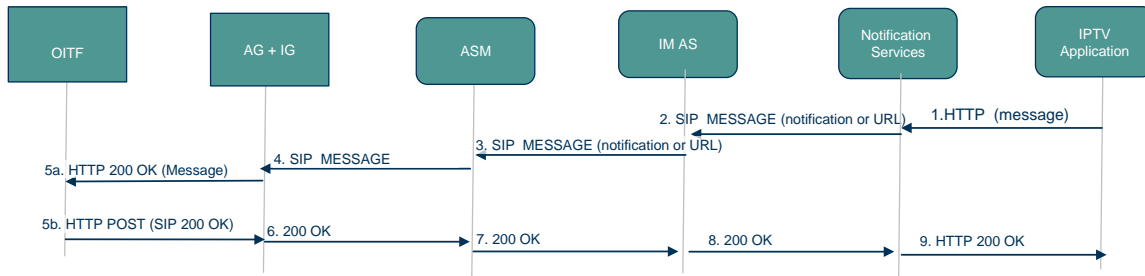 OITF
AG + IG
ASM
IM AS
Notification
Services
IPTV
Application
1.HTTP (message)
2. SIP MESSAGE (notification or URL)
3. SIP MESSAGE (notification or URL)
4. SIP MESSAGE
5a. HTTP 200 OK (Message)
5b. HTTP POST (SIP 200 OK)
6. 200 OK
7. 200 OK
8. 200 OK
9. HTTP 200 OK